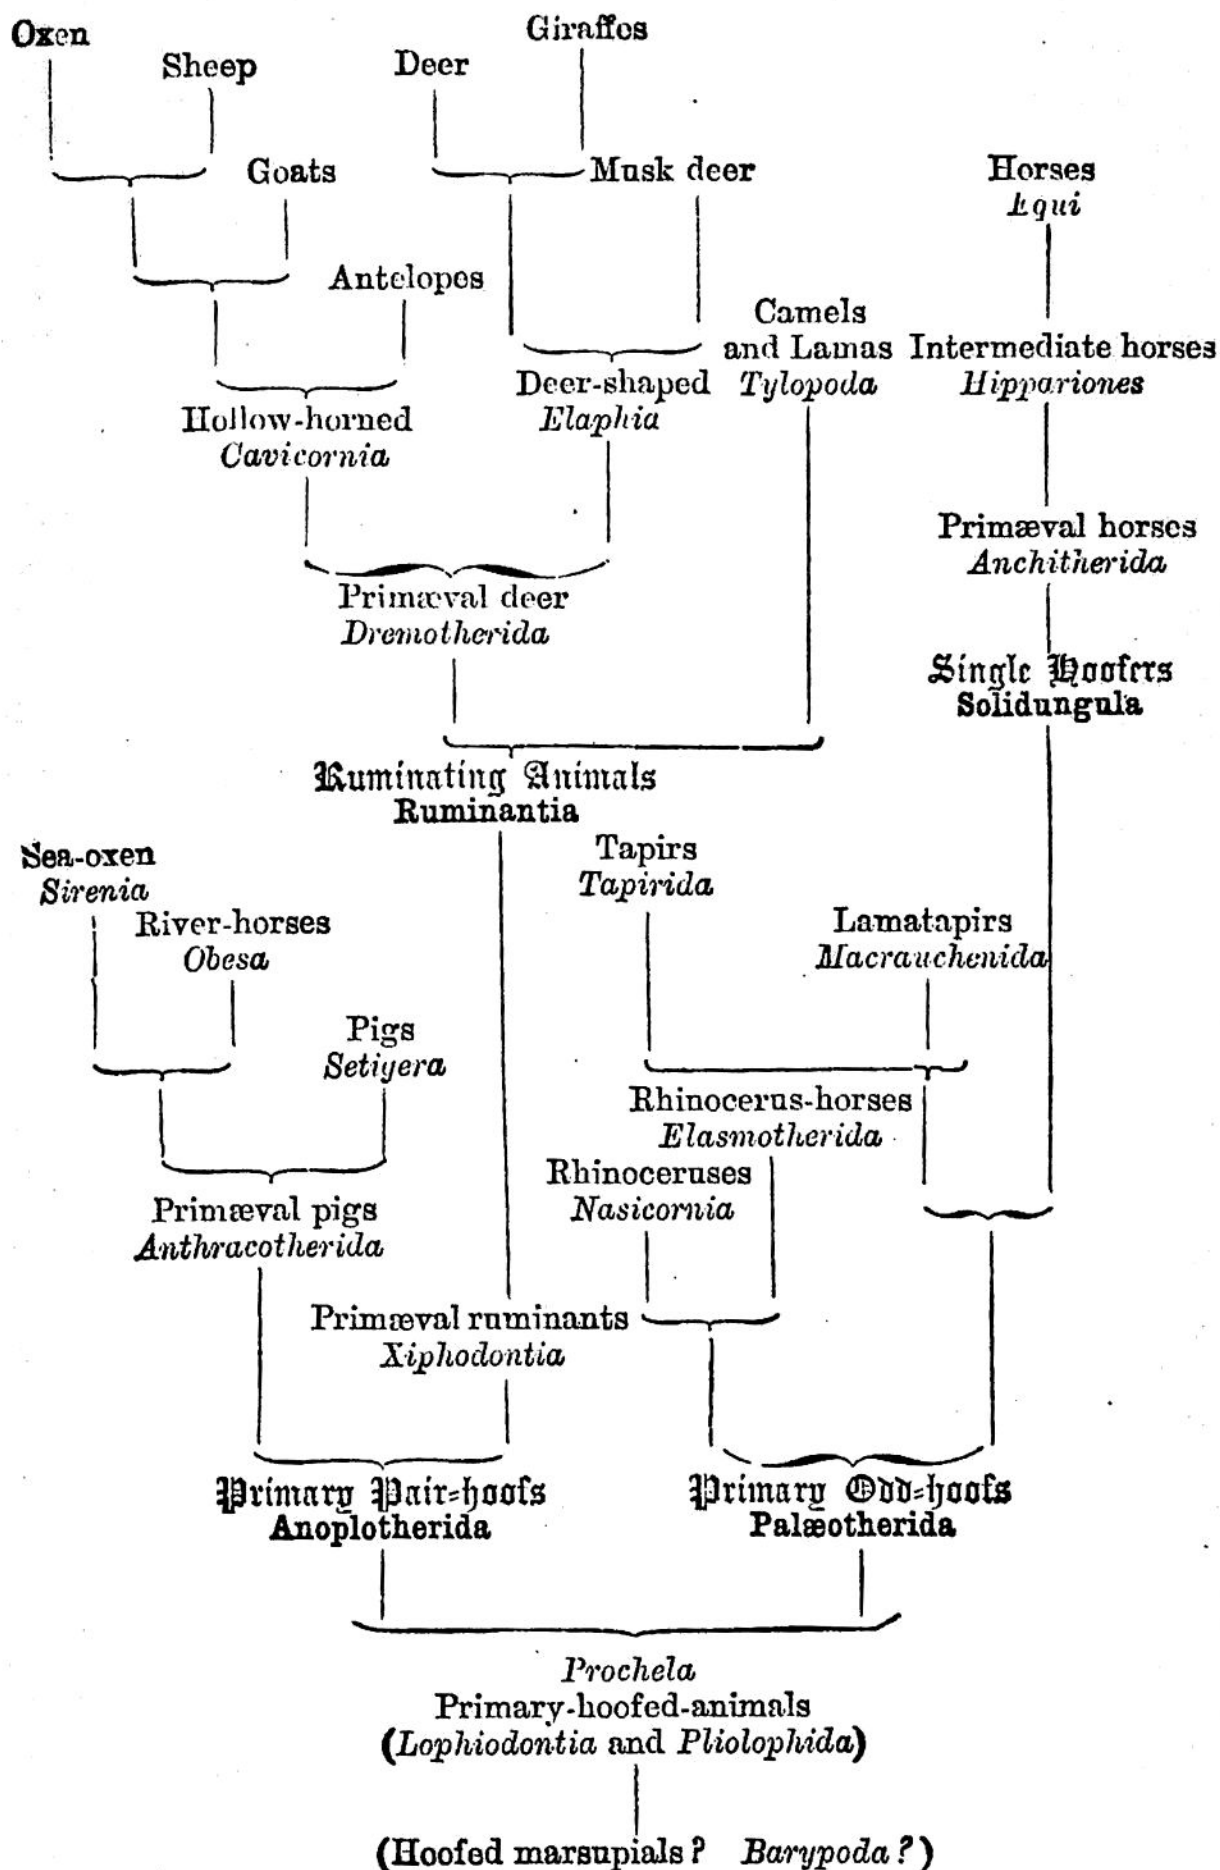 Oxen
Giraffes
Sheep
Deer
Goats
Musk deer
Horses
Equi
Antelopes
Camels
and Lamas
Tylopoda
Intermediate horses
Hippariones
Deer-shaped
Elaphia
Hollow-horned
Cavicornia
Primæval horses
Anchitherida
Primæval deer
Dremotherida
Single Hoofers
Solidungula
Ruminating Animals
Ruminantia
Sea-oxen
Sirenia
Tapirs
Tapirida
River-horses
Obesa
Lamatapirs
Macrauchenida
Pigs
Setigera
Rhinocerus-horses
Elasmotherida
Rhinoceruses
Nasicornia
Primæval pigs
Anthracotherida
Primæval ruminants
Xiphodontia
Primary Pair-hoofs
Anoplotherida
Primary Odd-hoofs
Palæotherida
Prochela
Primary-hoofed-animals
(Lophiodontia and Pliolophida)
(Hoofed marsupials? Barypoda?)